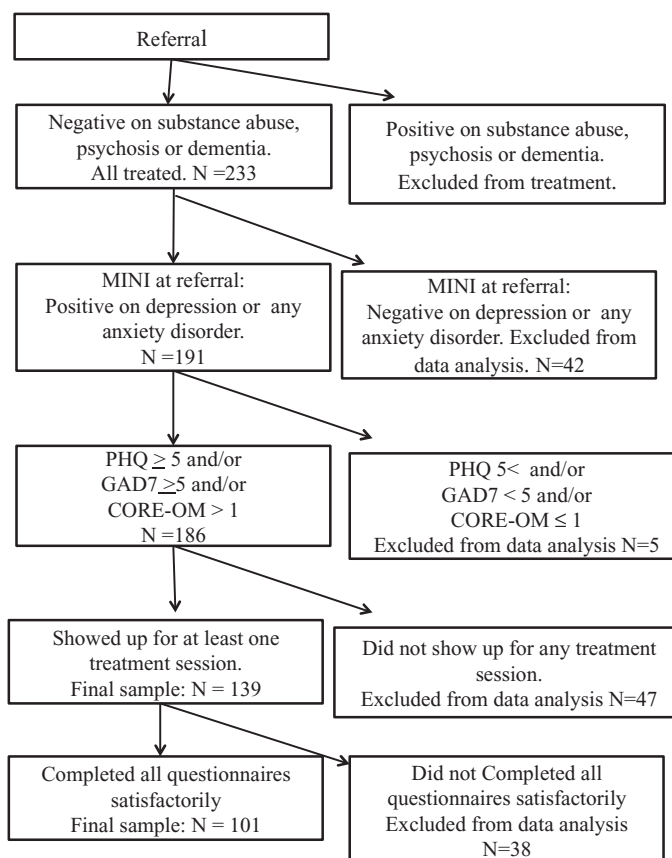 Referral
Negative on substance abuse,
psychosis or dementia.
All treated. N =233
Positive on substance abuse,
psychosis or dementia.
Excluded from treatment.
MINI at referral:
Positive on depression or any
anxiety disorder.
N =191
MINI at referral:
Negative on depression or any
anxiety disorder. Excluded from
data analysis. N=42
PHQ ≥ 5 and/or
GAD7 ≥5 and/or
CORE-OM > 1
N =186
PHQ 5< and/or
GAD7 < 5 and/or
CORE-OM ≤ 1
Excluded from data analysis N=5
Showed up for at least one
treatment session.
Final sample: N = 139
Did not show up for any treatment
session.
Excluded from data analysis N=47
Completed all questionnaires
satisfactorily
Final sample: N = 101
Did not Completed all
questionnaires satisfactorily
Excluded from data analysis
N=38